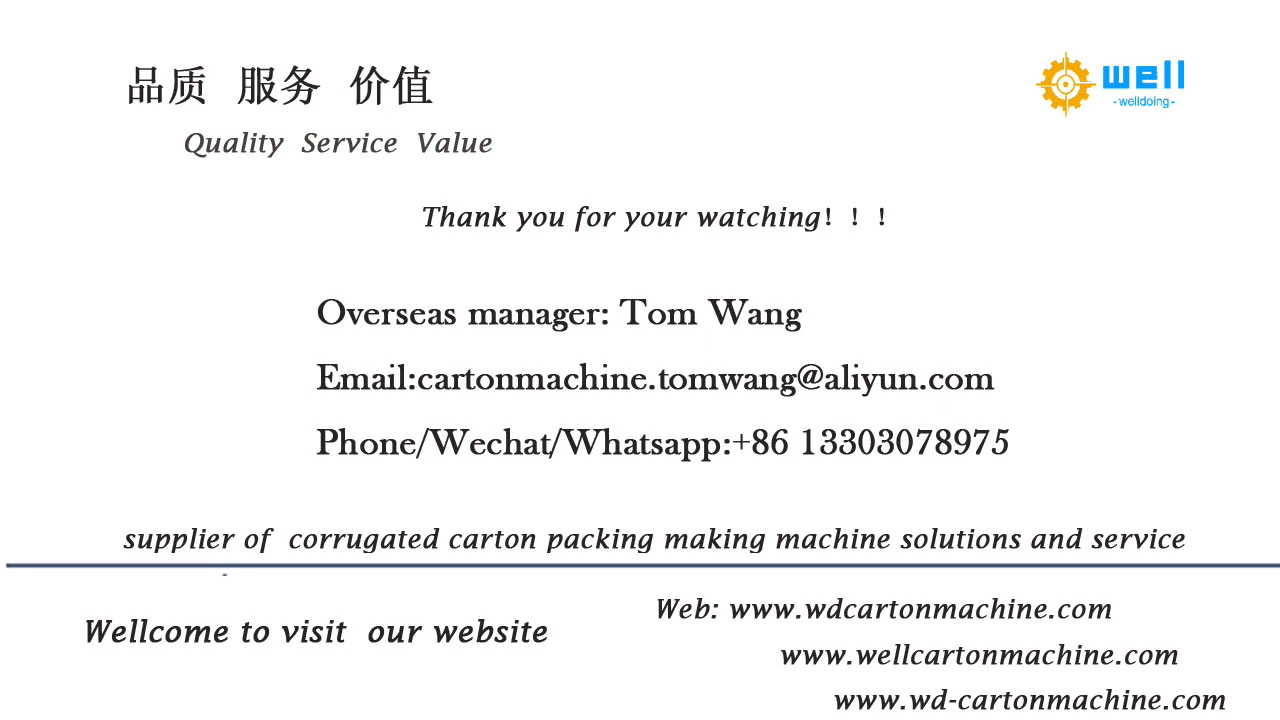 品质 服务 价值
well
-welldoing-
Quality Service Value
Thank you for your watching！！！
Overseas manager: Tom Wang
Email:cartonmachine.tomwang@aliyun.com
Phone/Wechat/Whatsapp:+86 13303078975
supplier of corrugated carton packing making machine solutions and service
Wellcome to visit our website
Web: www.wdcartonmachine.com
www.wellcartonmachine.com
www.wd-cartonmachine.com